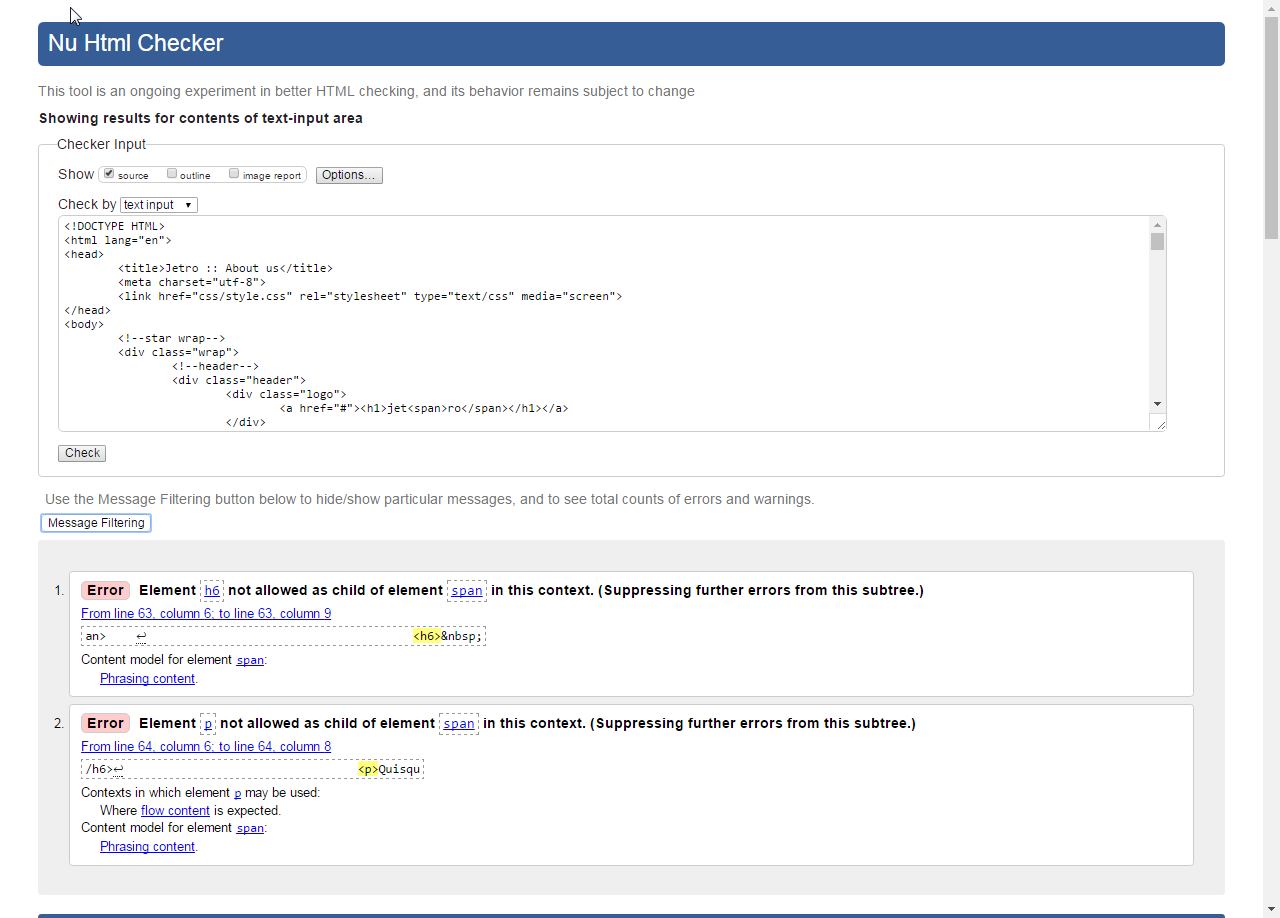 Nu Html Checker
This tool is an ongoing experiment in better HTML checking, and its behavior remains subject to change
Showing results for contents of text-input area
Checker Input
Show source outline image report Options...
Check by text input
<!DOCTYPE HTML>
<html lang="en">
<head>
<title>Jetro :: About us</title>
<meta charset="utf-8">
<link href="css/style.css" rel="stylesheet" type="text/css" media="screen">
</head>
<body>
<!--star wrap-->
<div class="wrap">
<!--header-->
<div class="header">
<div class="logo">
<a href="#"><h1>jet<span>ro</span></h1></a>
</div>
Check
Use the Message Filtering button below to hide/show particular messages, and to see total counts of errors and warnings.
Message Filtering
1. Error Element h6 not allowed as child of element span in this context. (Suppressing further errors from this subtree.)
From line 63, column 6; to line 63, column 9
an> ↩ <h6>&nbsp;
Content model for element span:
Phrasing content.
2. Error Element p not allowed as child of element span in this context. (Suppressing further errors from this subtree.)
From line 64, column 6; to line 64, column 8
/h6>↩ <p>Quisqu
Contexts in which element p may be used:
Where flow content is expected.
Content model for element span:
Phrasing content.